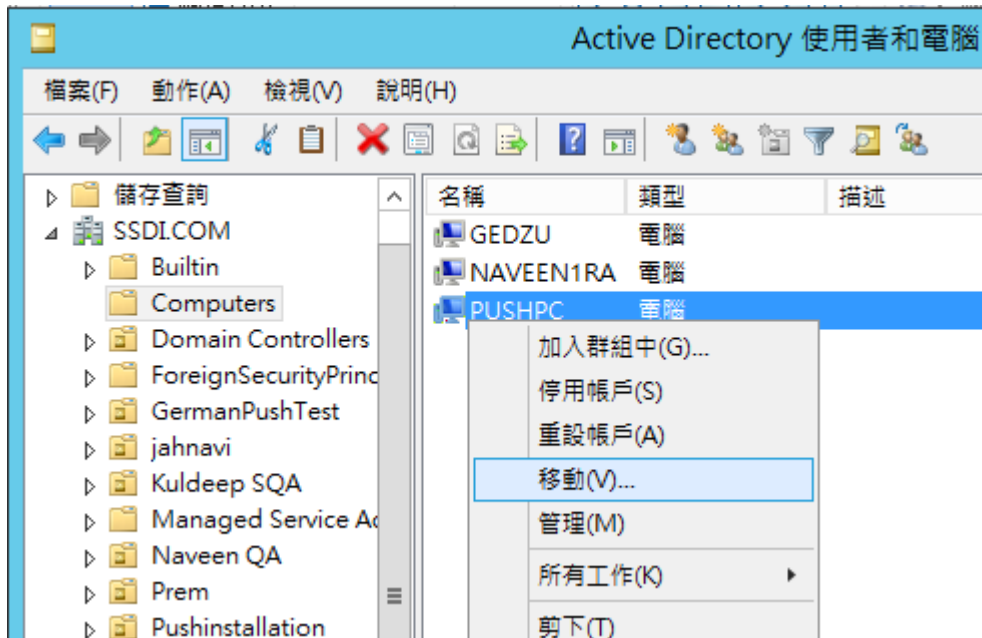 Active Directory 使用者和電腦
檔案(F) 動作(A) 檢視(V) 說明(H)
儲存查詢
SSDI.COM
Builtin
Computers
Domain Controllers
ForeignSecurityPrinc
GermanPushTest
jahnavi
Kuldeep SQA
Managed Service Ac
Naveen QA
Prem
Pushinstallation
名稱 類型 描述
GEDZU 電腦
NAVEEN1RA 電腦
PUSHPC 電腦
加入群組中(G)...
停用帳戶(S)
重設帳戶(A)
移動(V)...
管理(M)
所有工作(K)
剪下(T)